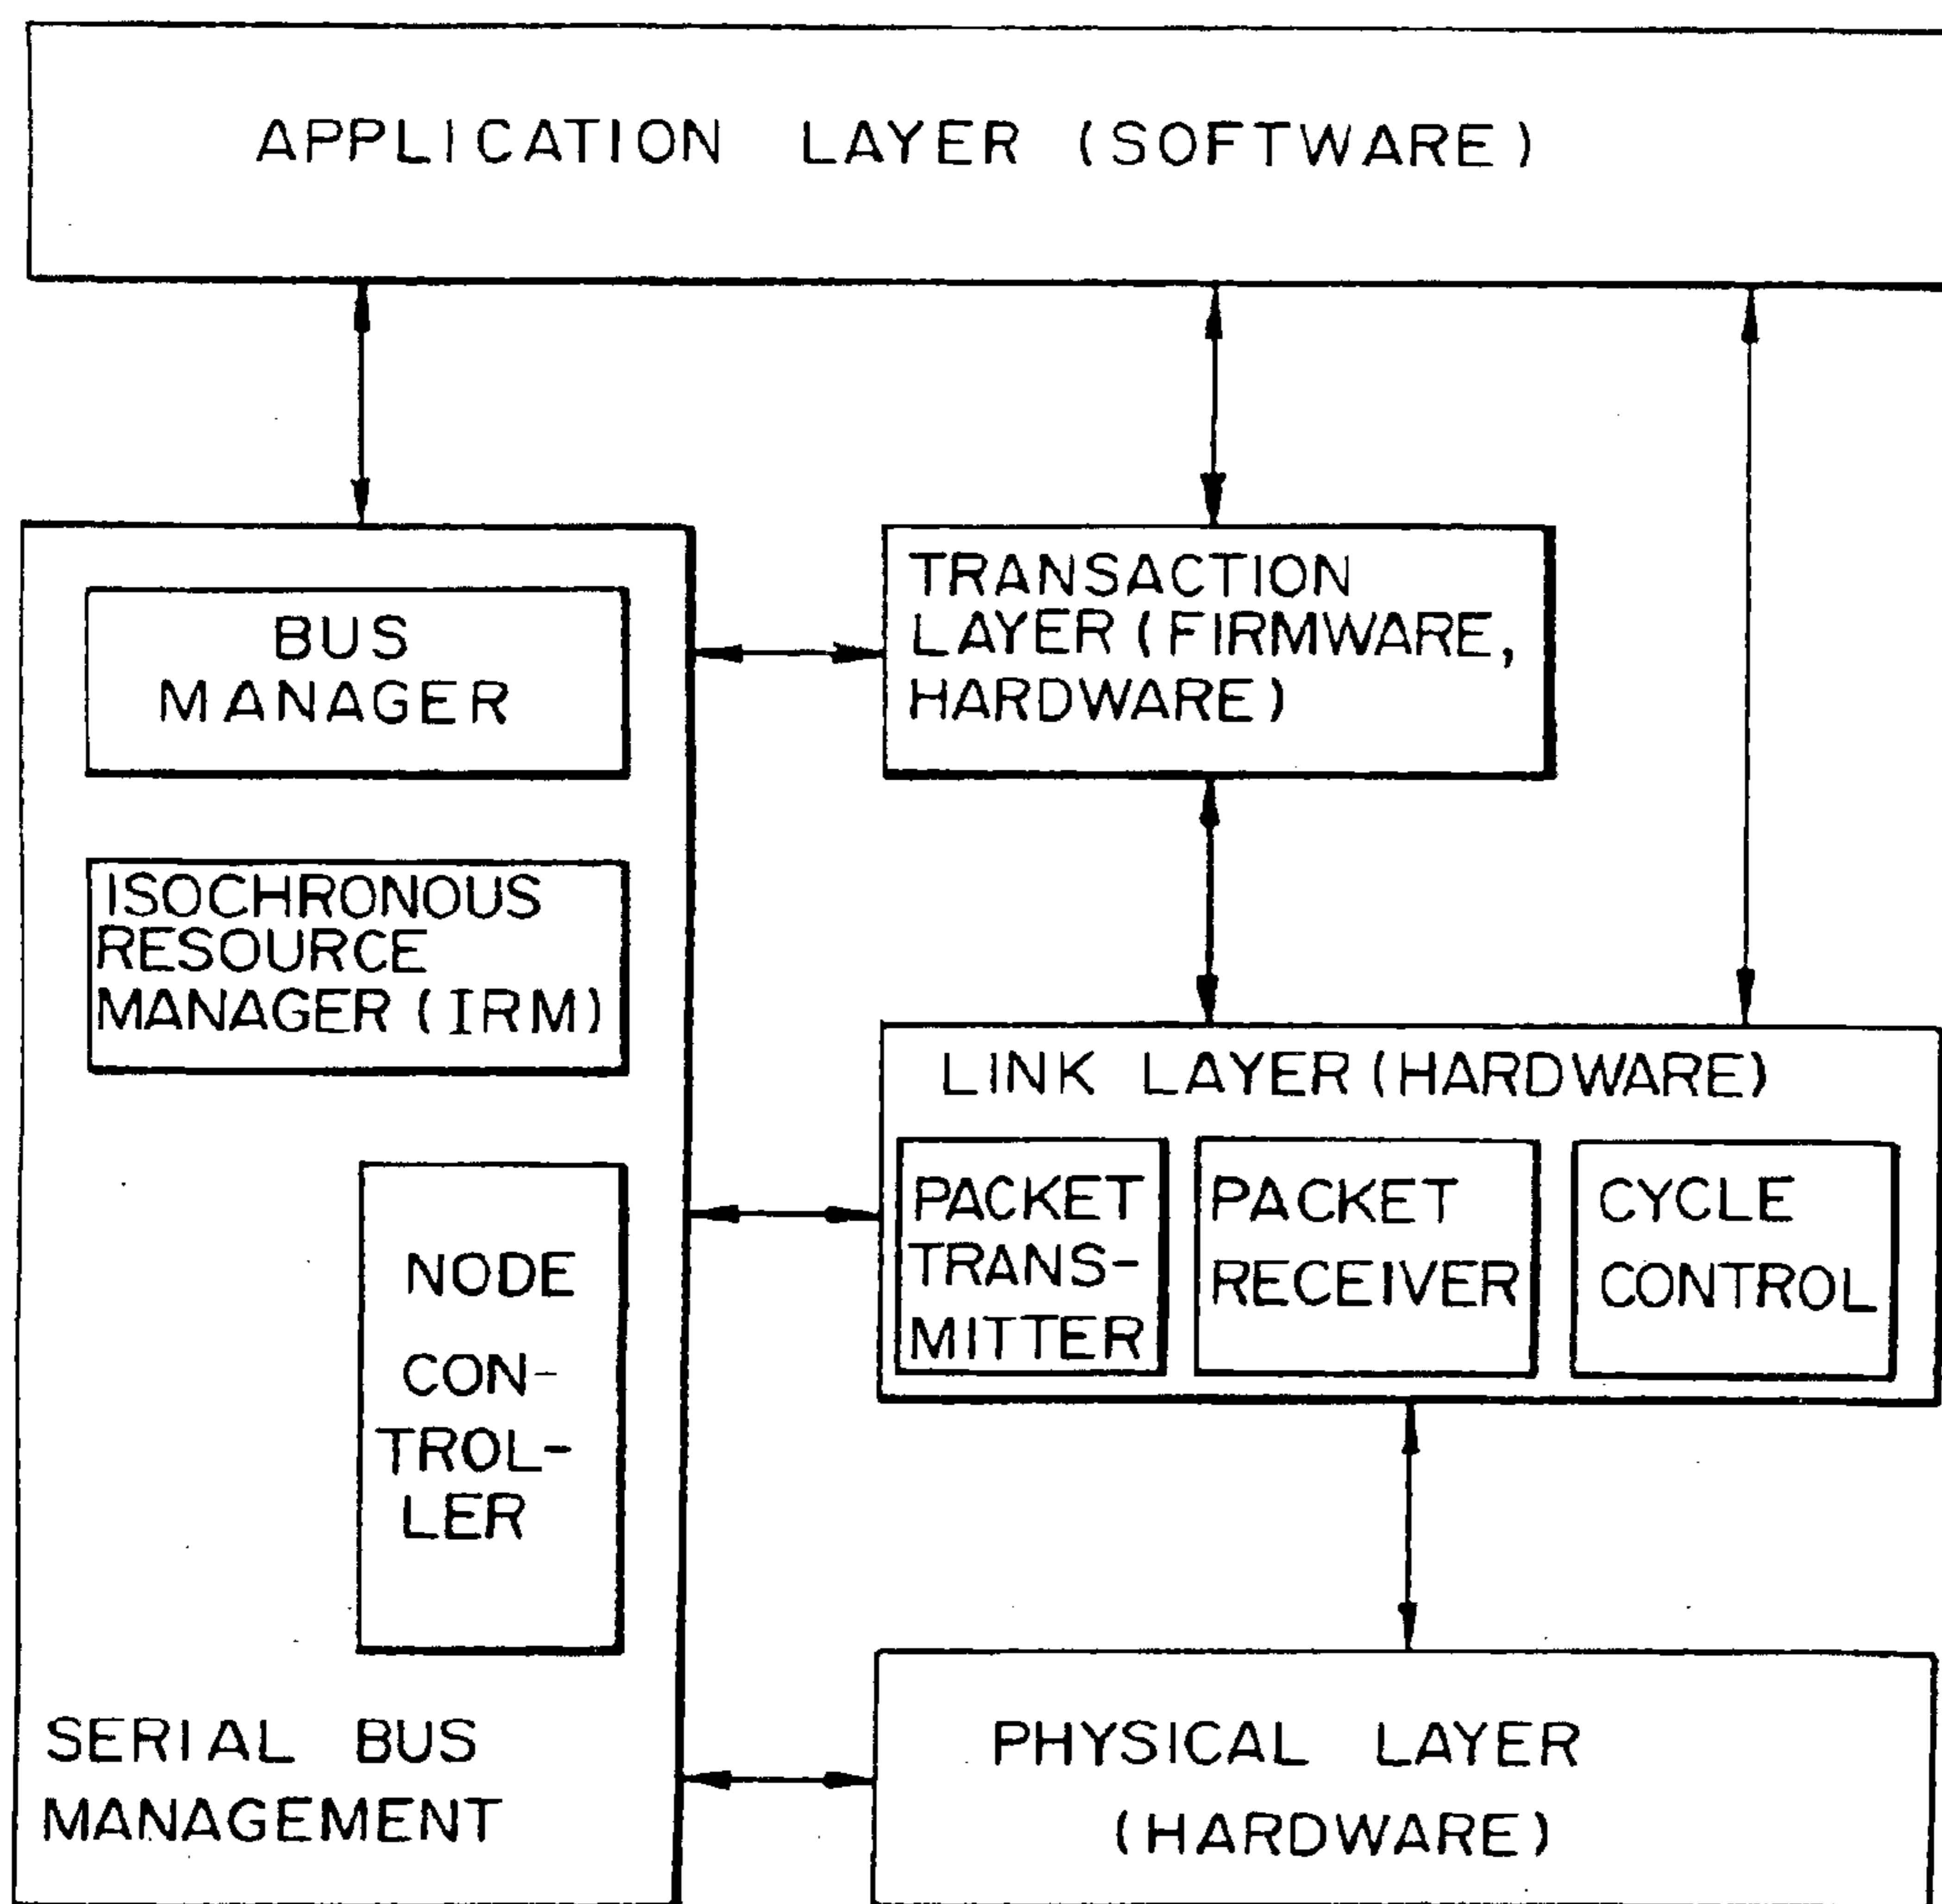 APPLICATION LAYER (SOFTWARE)
BUS
MANAGER
TRANSACTION
LAYER (FIRMWARE,
HARDWARE)
ISOCHRONOUS
RESOURCE
MANAGER (IRM)
LINK LAYER (HARDWARE)
PACKET
TRANS-
MITTER
PACKET
RECEIVER
CYCLE
CONTROL
NODE
CON-
TROL-
LER
SERIAL BUS
MANAGEMENT
PHYSICAL LAYER
(HARDWARE)